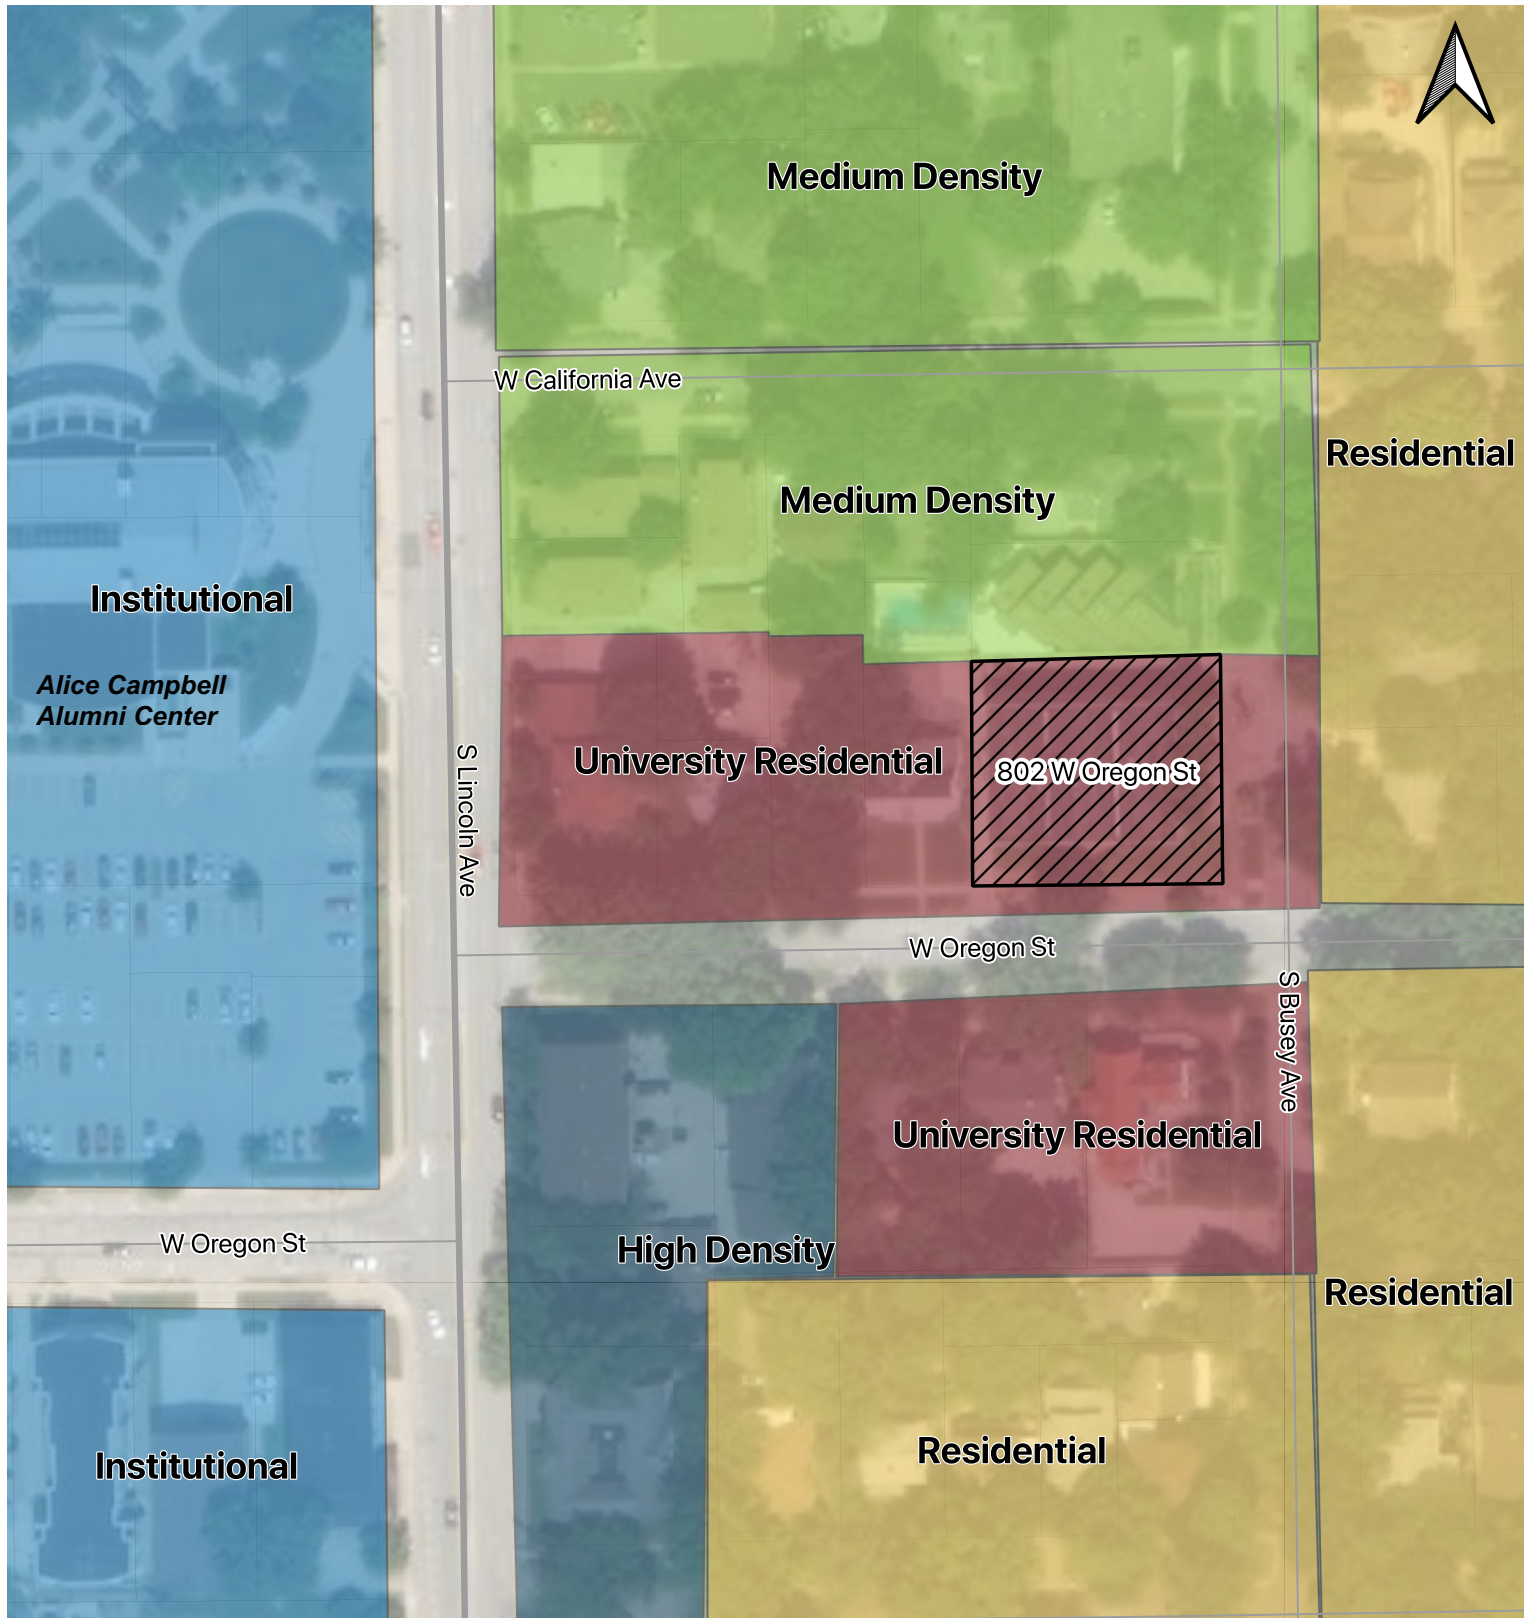 Medium Density
W California Ave
Residential
Medium Density
Institutional
Alice Campbell
Alumni Center
S Lincoln Ave
University Residential
802 W Oregon St
W Oregon St
S Busey Ave
University Residential
W Oregon St
High Density
Residential
Institutional
Residential